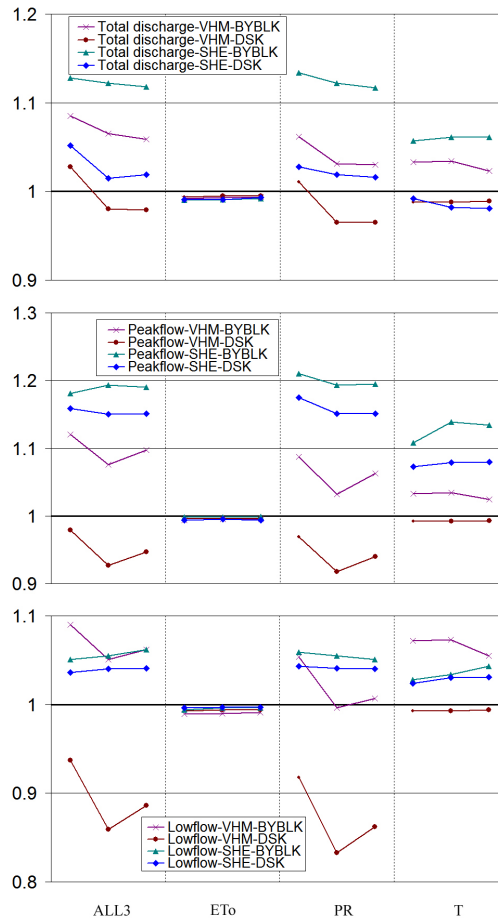 1.2
Total discharge-VHM-BYBLK
Total discharge-VHM-DSK
Total discharge-SHE-BYBLK
Total discharge-SHE-DSK
1.1
1
0.9
1.3
Peakflow-VHM-BYBLK
Peakflow-VHM-DSK
Peakflow-SHE-BYBLK
Peakflow-SHE-DSK
1.2
1.1
1
0.9
1.1
1
0.9
Lowflow-VHM-BYBLK
Lowflow-VHM-DSK
Lowflow-SHE-BYBLK
Lowflow-SHE-DSK
0.8
ALL3 ETo PR T